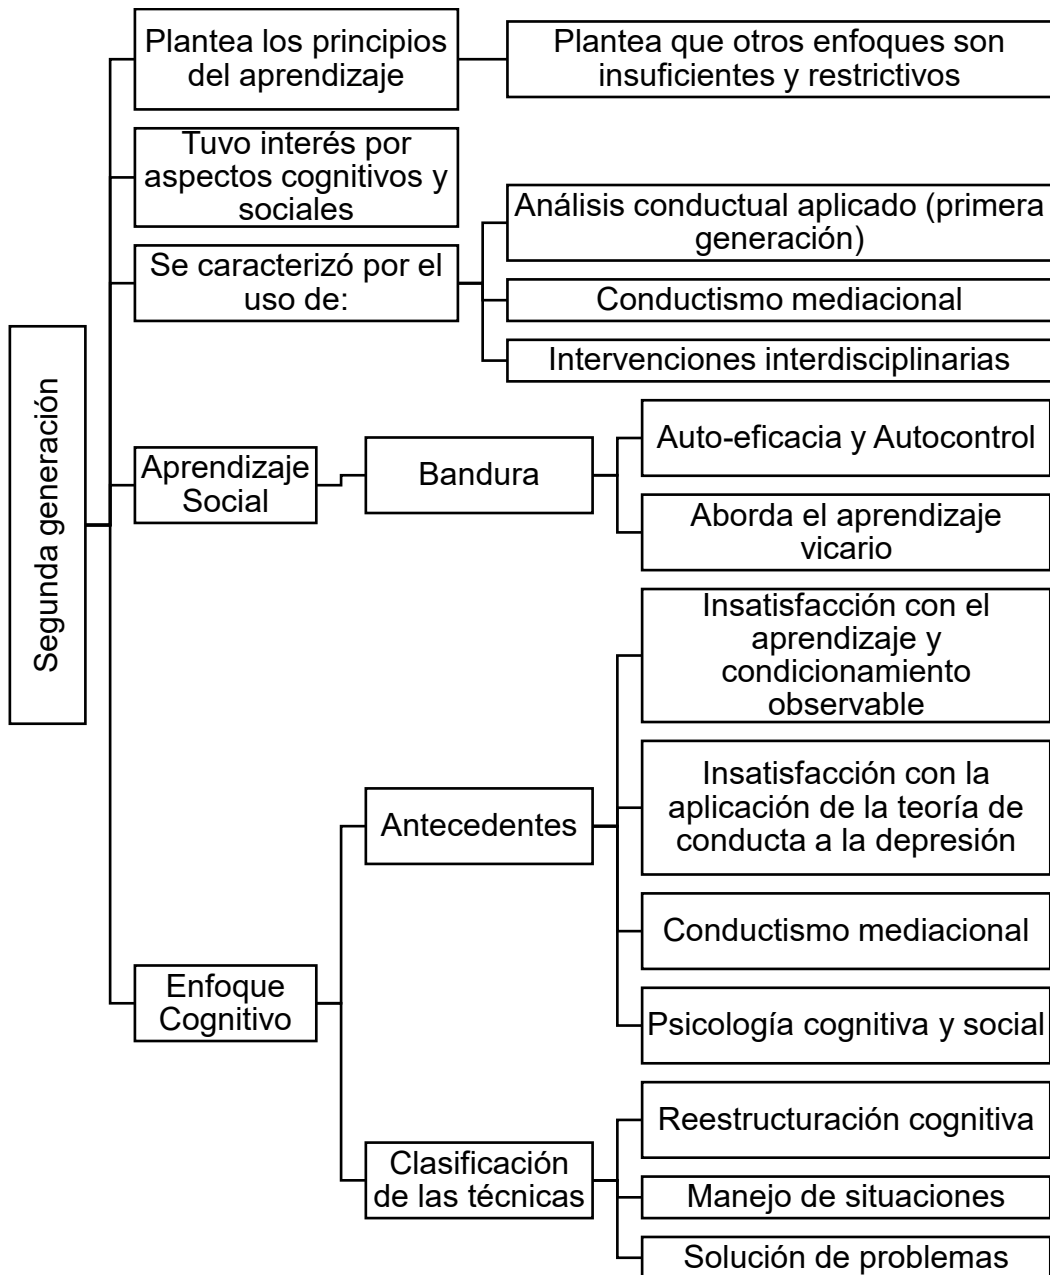 Segunda generación
Plantea los principios
del aprendizaje
Plantea que otros enfoques son
insuficientes y restrictivos
Tuvo interés por
aspectos cognitivos y
sociales
Se caracterizó por el
uso de:
Análisis conductual aplicado (primera
generación)
Conductismo mediacional
Intervenciones interdisciplinarias
Aprendizaje
Social
Bandura
Auto-eficacia y Autocontrol
Aborda el aprendizaje
vicario
Enfoque
Cognitivo
Antecedentes
Insatisfacción con el
aprendizaje y
condicionamiento
observable
Insatisfacción con la
aplicación de la teoría de
conducta a la depresión
Conductismo mediacional
Psicología cognitiva y social
Clasificación
de las técnicas
Reestructuración cognitiva
Manejo de situaciones
Solución de problemas